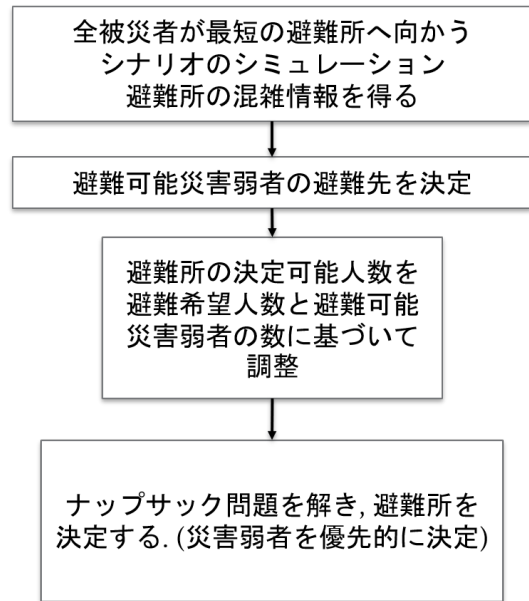 全被災者が最短の避難所へ向かう
シナリオのシミュレーション
避難所の混雑情報を得る
避難可能災害弱者の避難先を決定
避難所の決定可能人数を
避難希望人数と避難可能
災害弱者の数に基づいて
調整
ナップサック問題を解き, 避難所を
決定する. (災害弱者を優先的に決定)